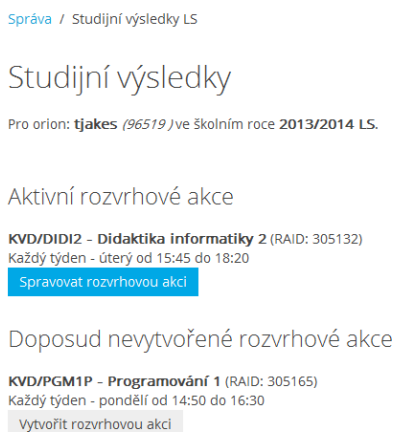 Správa / Studijní výsledky LS
Studijní výsledky
Pro orion: tjakes (96519 ) ve školním roce 2013/2014 LS.
Aktivní rozvrhové akce
KVD/DIDI2 - Didaktika informatiky 2 (RAID: 305132)
Každý týden - úterý od 15:45 do 18:20
Spravovat rozvrhovou akci
Doposud nevytvořené rozvrhové akce
KVD/PGM1P - Programování 1 (RAID: 305165)
Každý týden - pondělí od 14:50 do 16:30
Vytvořit rozvrhovou akci